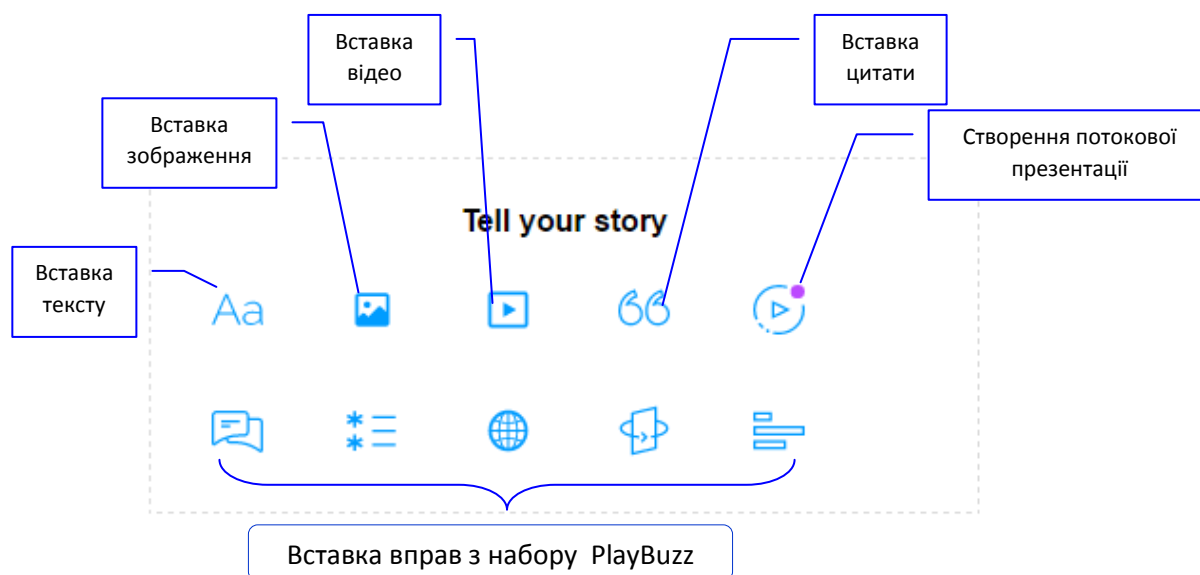 Вставка
відео
Вставка
цитати
Вставка
зображення
Створення потокової
презентації
Tell your story
Вставка
тексту
Aa
66
Вставка вправ з набору PlayBuzz